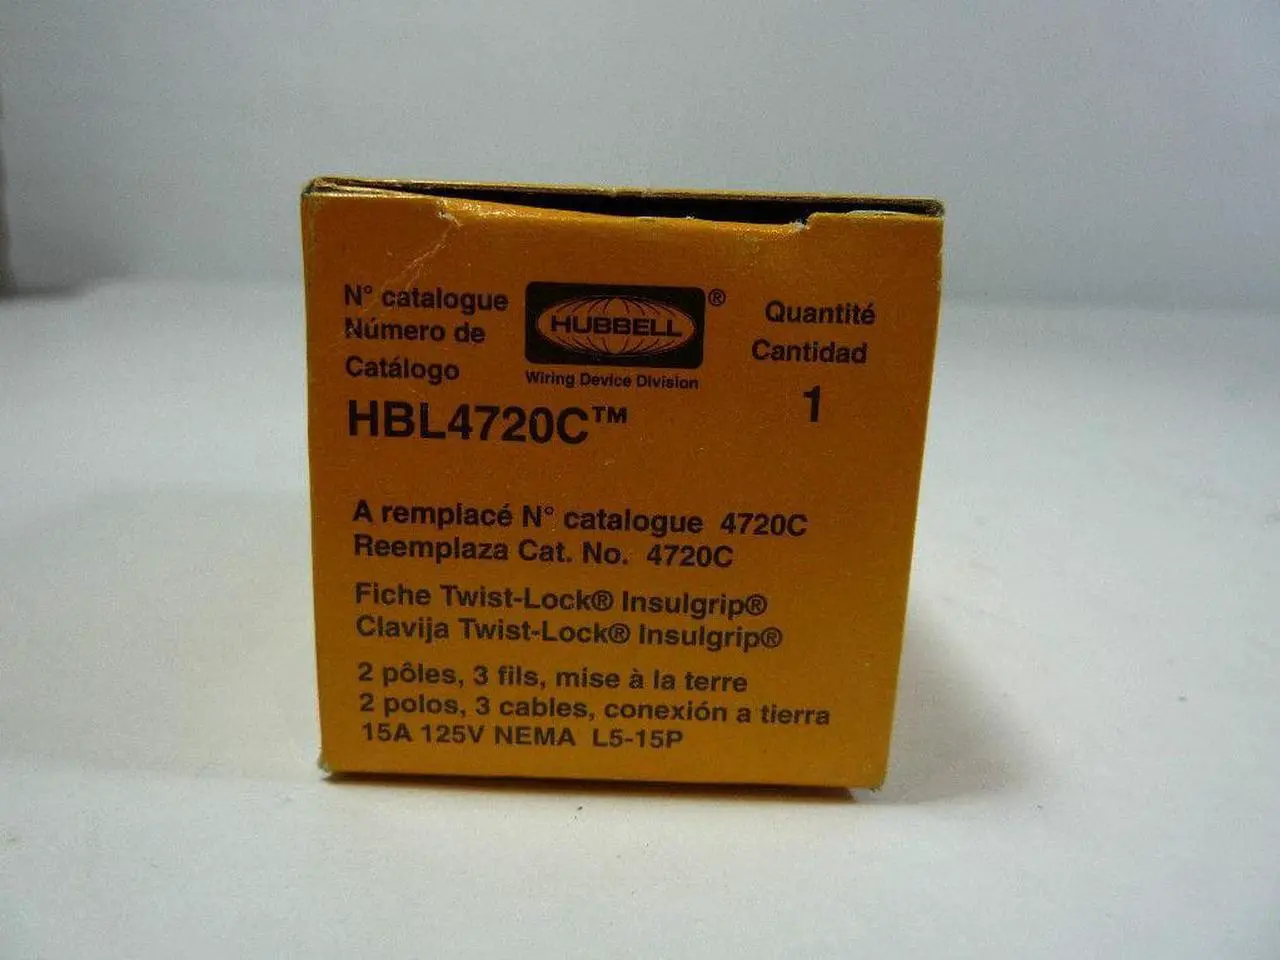 N° catalogue
Número de
Catálogo
HBL4720C™
HUBBELL®
Wiring Device Division
Quantité
Cantidad
1
A remplacé N° catalogue 4720C
Reemplaza Cat. No. 4720C
Fiche Twist-Lock® Insulgrip®
Clavija Twist-Lock® Insulgrip®
2 pôles, 3 fils, mise à la terre
2 polos, 3 cables, conexión a tierra
15A 125V NEMA L5-15P